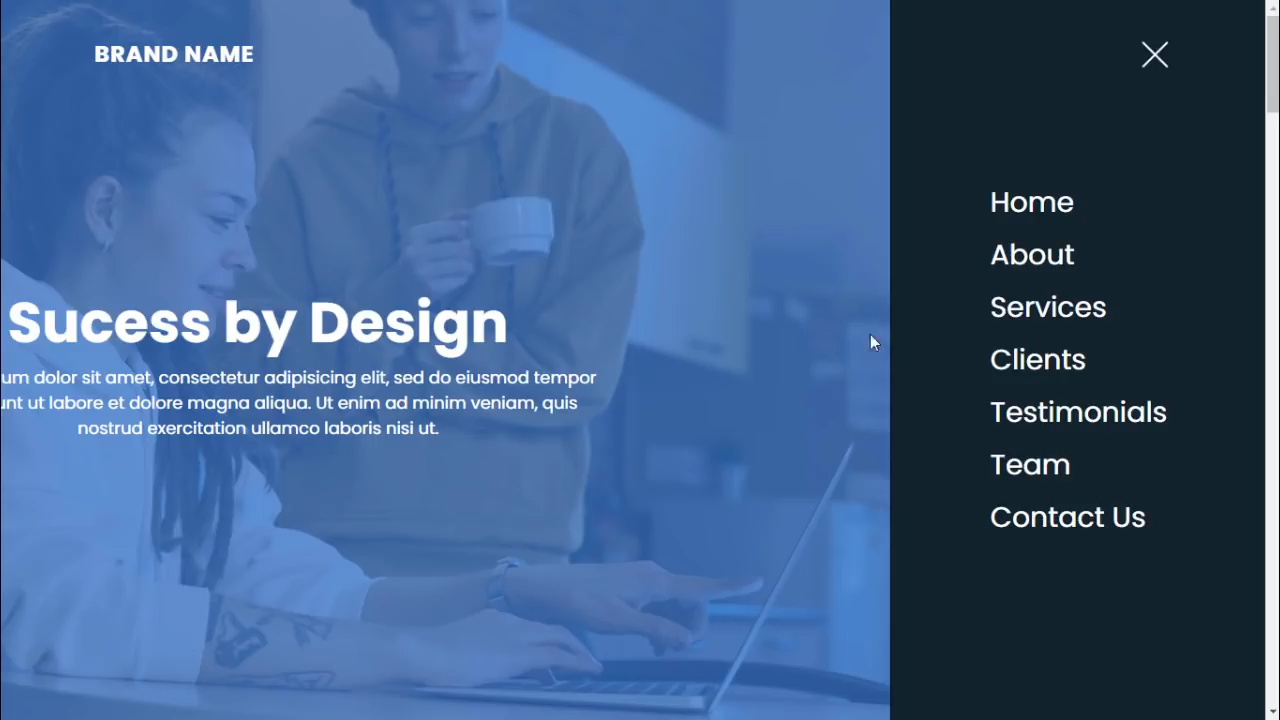 BRAND NAME
Sucess by Design
um dolor sit amet, consectetur adipisicing elit, sed do eiusmod tempor
unt ut labore et dolore magna aliqua. Ut enim ad minim veniam, quis
nostrud exercitation ullamco laboris nisi ut.
Home
About
Services
Clients
Testimonials
Team
Contact Us